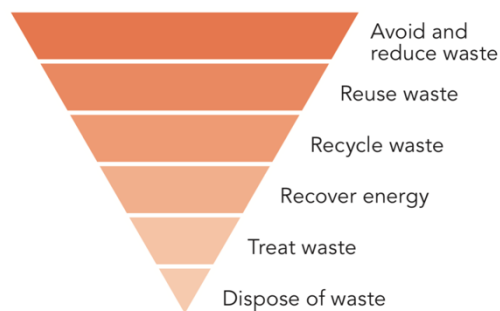 Avoid and
reduce waste
Reuse waste
Recycle waste
Recover energy
Treat waste
Dispose of waste